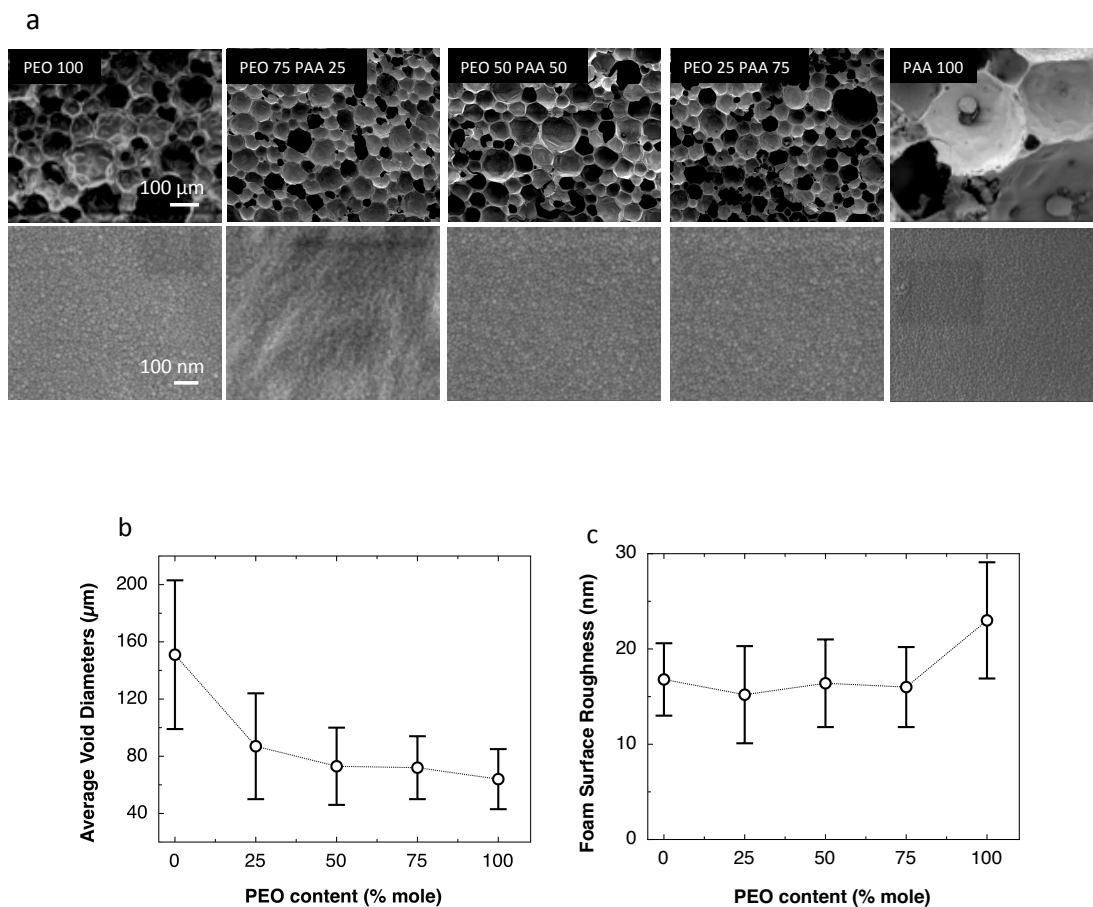 a
PEO 100
PEO 75 PAA 25
PEO 50 PAA 50
PEO 25 PAA 75
PAA 100
100 µm
100 nm
b
Average Void Diameters (µm)
200
160
120
80
40
0
25
50
75
100
PEO content (% mole)
c
Foam Surface Roughness (nm)
30
20
10
0
0
25
50
75
100
PEO content (% mole)